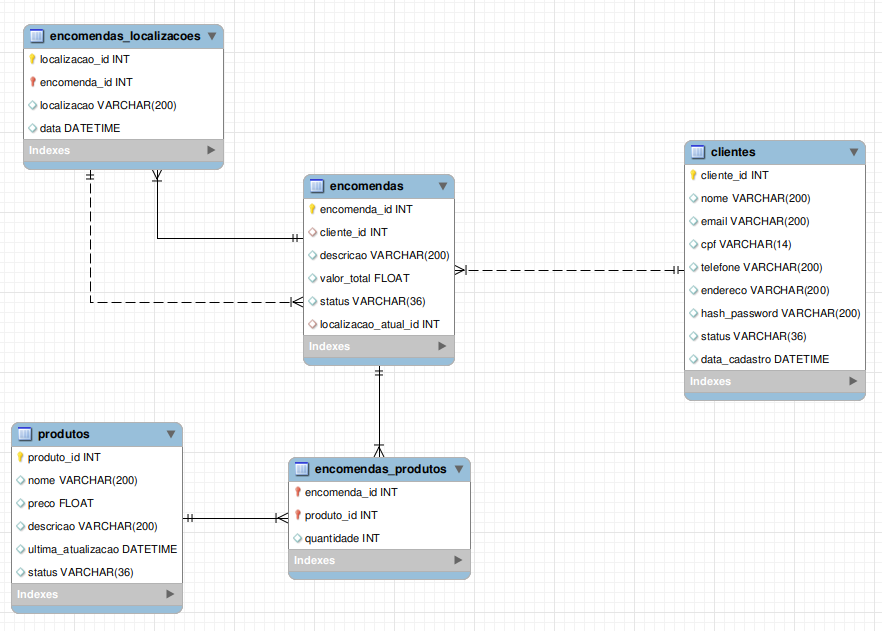 encomendas_localizacoes
localizacao_id INT
encomenda_id INT
localizacao VARCHAR(200)
data DATETIME
Indexes
encomendas
encomenda_id INT
cliente_id INT
descricao VARCHAR(200)
valor_total FLOAT
status VARCHAR(36)
localizacao_atual_id INT
Indexes
clientes
cliente_id INT
nome VARCHAR(200)
email VARCHAR(200)
cpf VARCHAR(14)
telefone VARCHAR(200)
endereco VARCHAR(200)
hash_password VARCHAR(200)
status VARCHAR(36)
data_cadastro DATETIME
Indexes
produtos
produto_id INT
nome VARCHAR(200)
preco FLOAT
descricao VARCHAR(200)
ultima_atualizacao DATETIME
status VARCHAR(36)
Indexes
encomendas_produtos
encomenda_id INT
produto_id INT
quantidade INT
Indexes